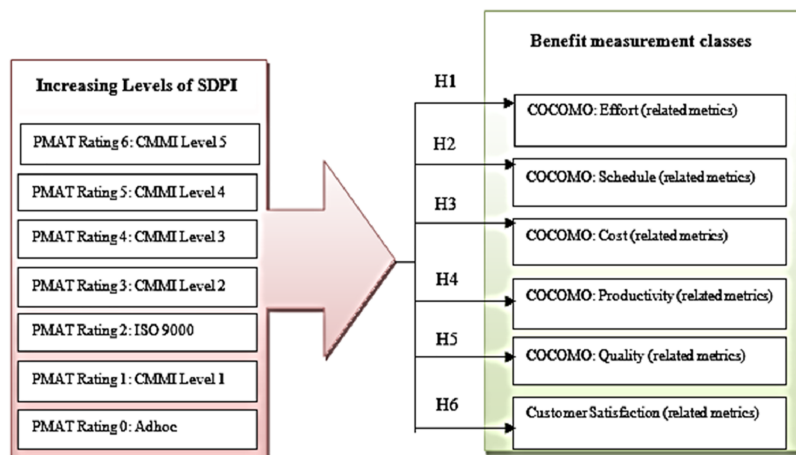 Increasing Levels of SDPI
PMAT Rating 6: CMMI Level 5
PMAT Rating 5: CMMI Level 4
PMAT Rating 4: CMMI Level 3
PMAT Rating 3: CMMI Level 2
PMAT Rating 2: ISO 9000
PMAT Rating 1: CMMI Level 1
PMAT Rating 0: Adhoc
H1
H2
H3
H4
H5
H6
Benefit measurement classes
COCOMO: Effort (related metrics)
COCOMO: Schedule (related metrics)
COCOMO: Cost (related metrics)
COCOMO: Productivity (related metrics)
COCOMO: Quality (related metrics)
Customer Satisfaction (related metrics)